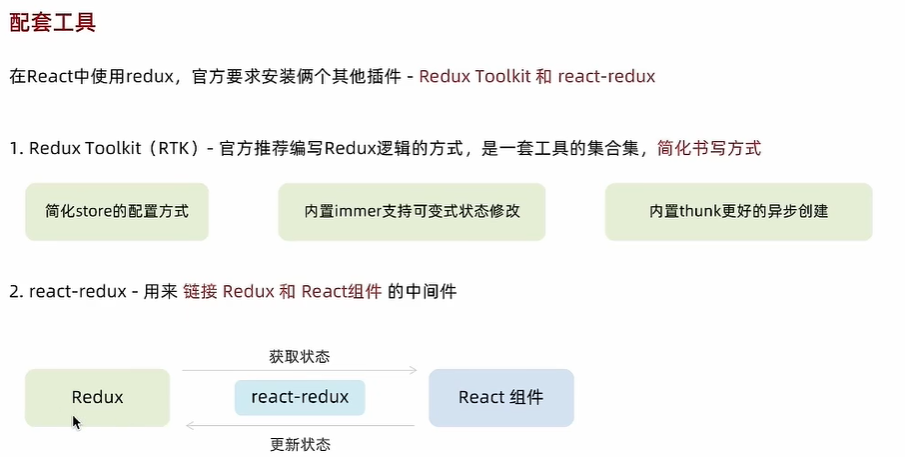 配套工具
在React中使用redux，官方要求安装俩个其他插件 - Redux Toolkit 和 react-redux
1. Redux Toolkit（RTK）- 官方推荐编写Redux逻辑的方式，是一套工具的集合集，简化书写方式
简化store的配置方式
内置immer支持可变式状态修改
内置thunk更好的异步创建
2. react-redux - 用来 链接 Redux 和 React组件 的中间件
获取状态
Redux
react-redux
React 组件
更新状态